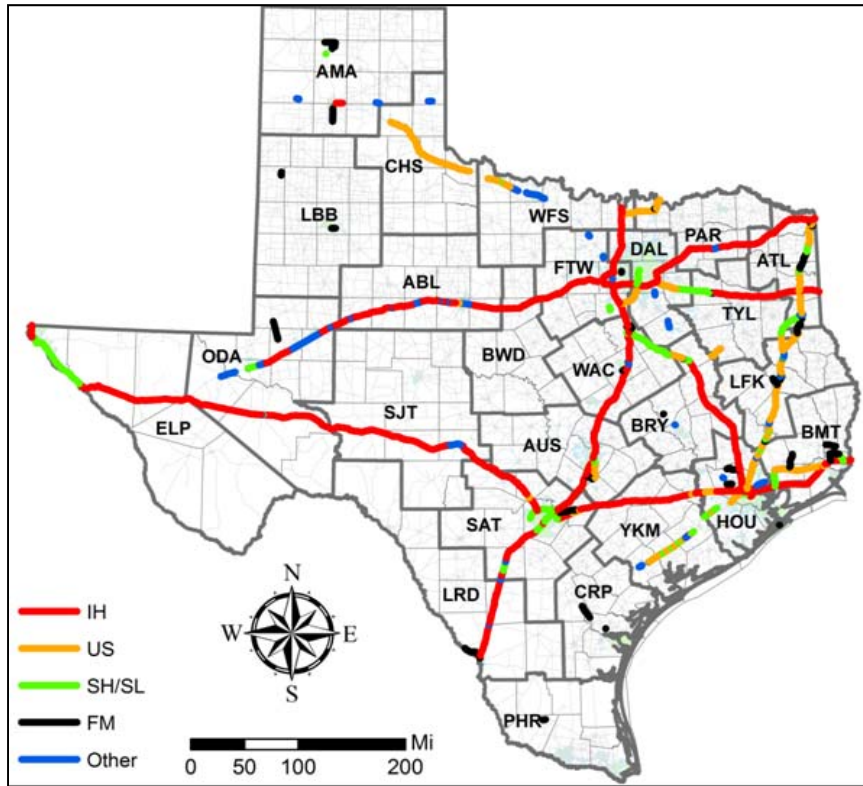 AMA
CHS
LBB
WFS
PAR
DAL
ATL
FTW
ABL
TYL
ODA
BWD
WAC
LFK
SJT
ELP
BRY
BMT
AUS
SAT
YKM
HOU
LRD
CRP
PHR
IH
US
SH/SL
FM
Other
N
W E
S
Mi
0 50 100 200